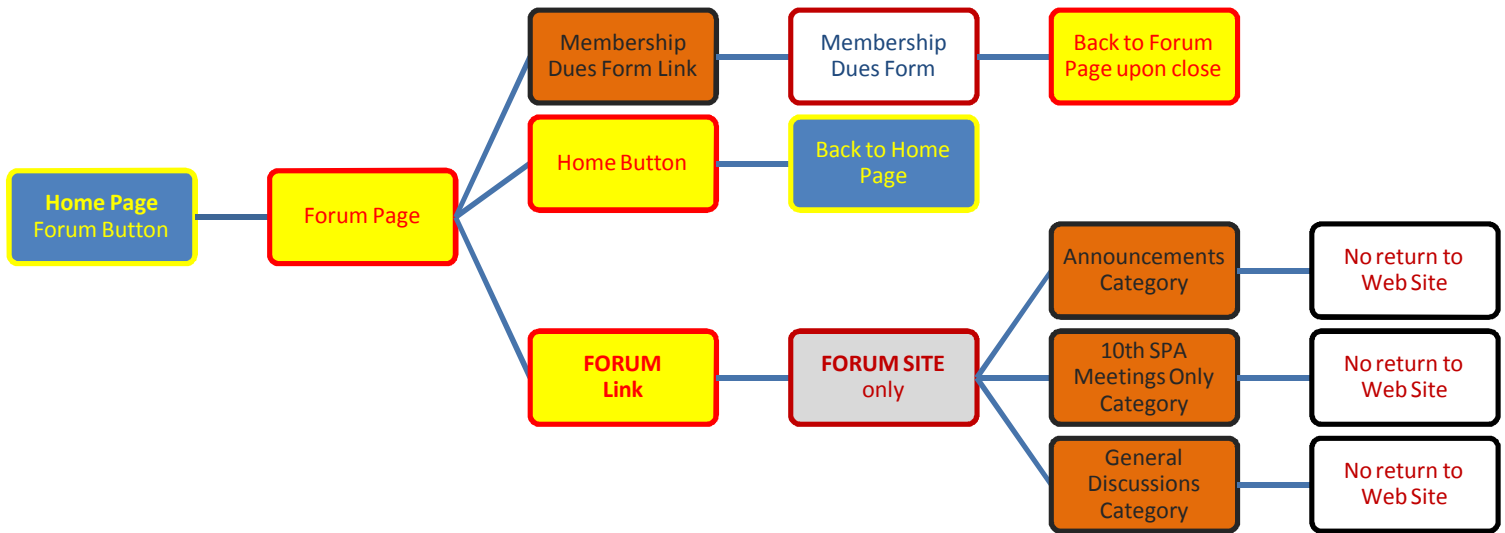 Membership
Dues Form Link
Membership
Dues Form
Back to Forum
Page upon close
Home Button
Back to Home
Page
Home Page
Forum Button
Forum Page
FORUM
Link
FORUM SITE
only
Announcements
Category
No return to
Web Site
10th SPA
Meetings Only
Category
No return to
Web Site
General
Discussions
Category
No return to
Web Site